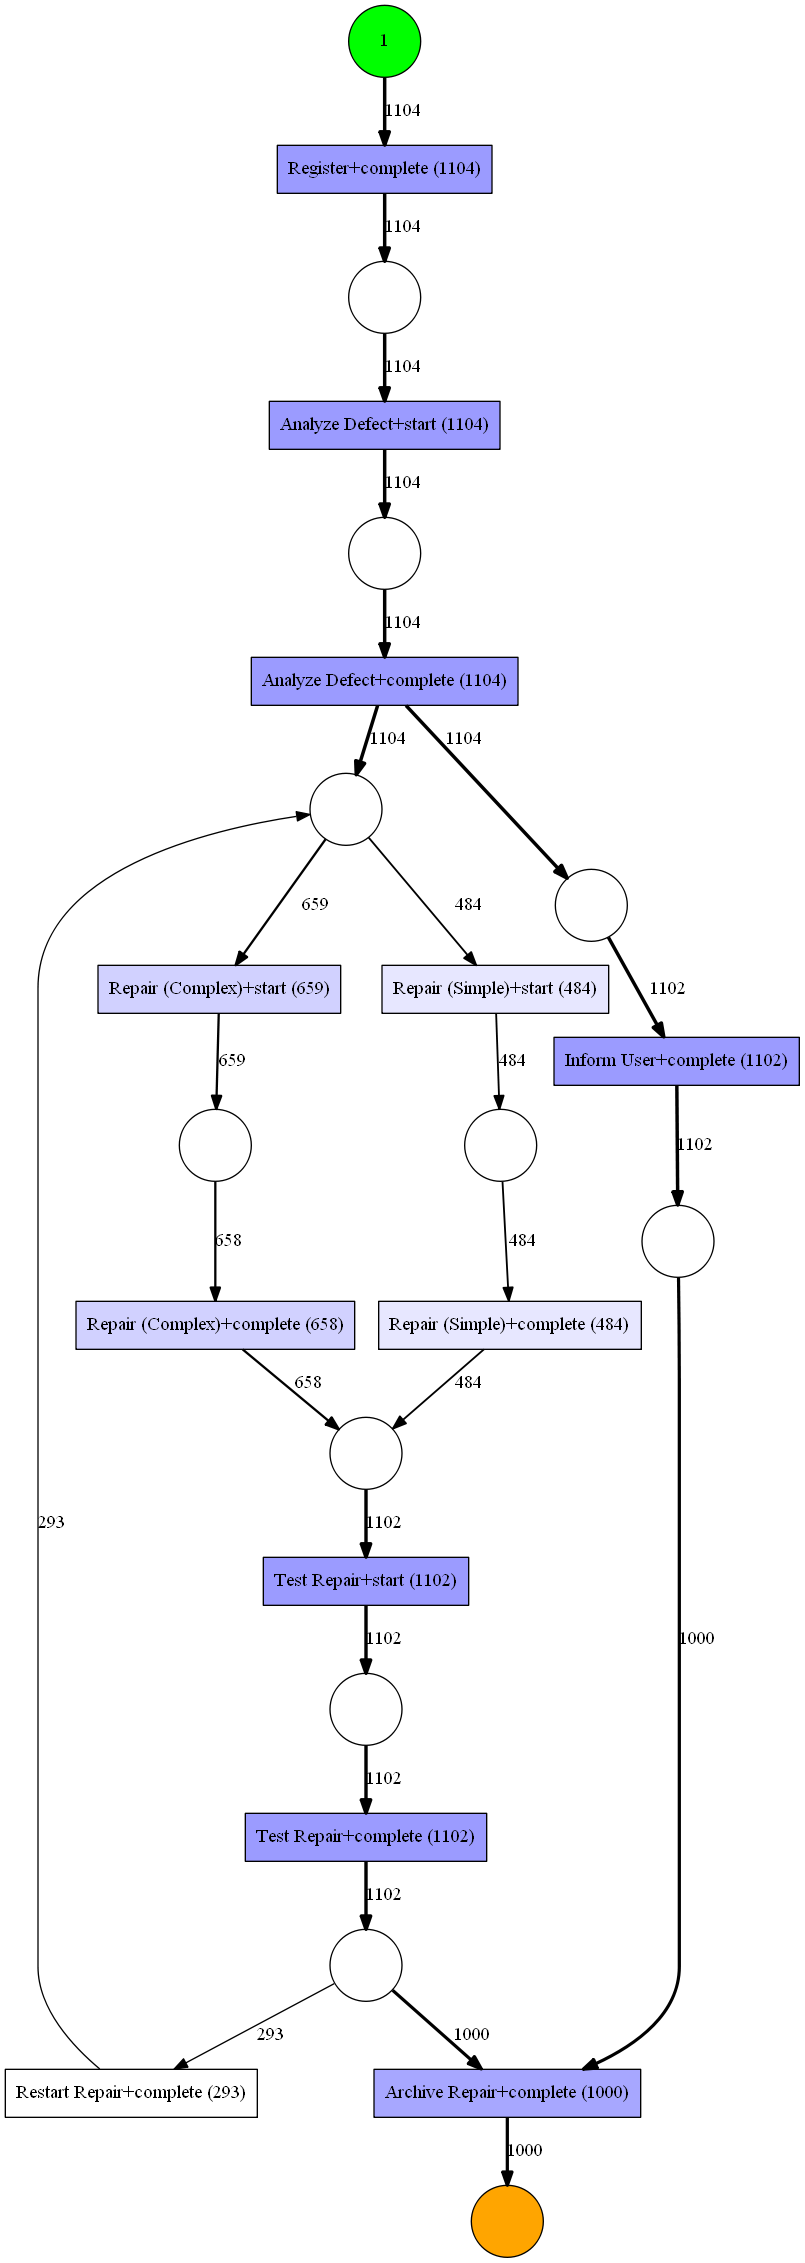 1
1104
Register+complete (1104)
1104
1104
Analyze Defect+start (1104)
1104
1104
Analyze Defect+complete (1104)
1104
1104
659
484
1102
Repair (Complex)+start (659)
Repair (Simple)+start (484)
Inform User+complete (1102)
659
484
1102
658
484
Repair (Complex)+complete (658)
Repair (Simple)+complete (484)
658
484
293
1102
Test Repair+start (1102)
1102
1000
1102
Test Repair+complete (1102)
1102
293
1000
Restart Repair+complete (293)
Archive Repair+complete (1000)
1000